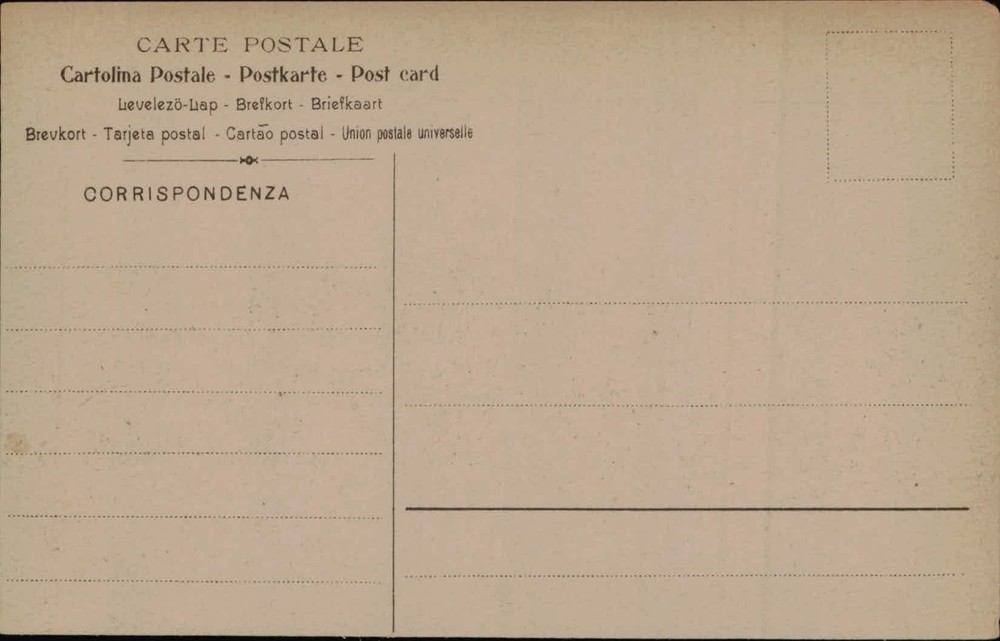 CARTE POSTALE
Cartolina Postale - Postkarte - Post card
Levelezö-Lap - Brefkort - Briefkaart
Brevkort - Tarjeta postal - Cartão postal - Union postale universelle
CORRISPONDENZA